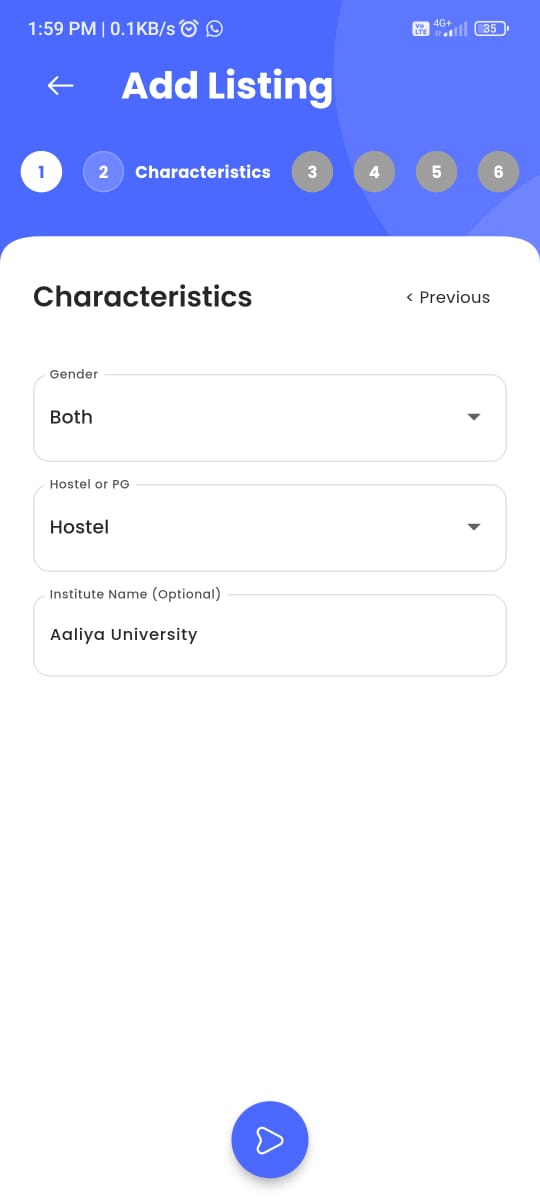 1:59 PM | 0.1KB/s
Vo LTE 4G+ 35
Add Listing
1 2 Characteristics 3 4 5 6
Characteristics
< Previous
Gender
Both
Hostel or PG
Hostel
Institute Name (Optional)
Aaliya University